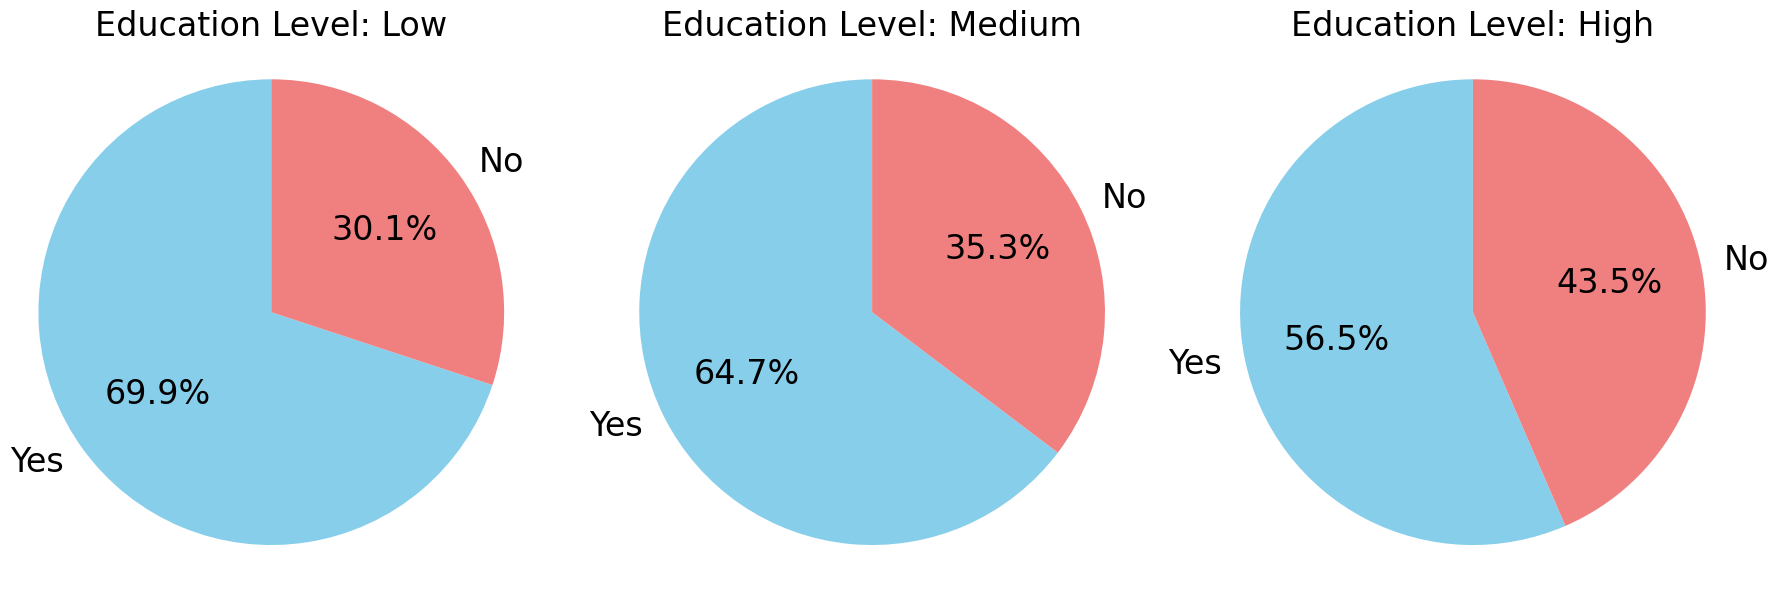 Education Level: Low
No
30.1%
69.9%
Yes
Education Level: Medium
No
35.3%
64.7%
Yes
Education Level: High
No
43.5%
56.5%
Yes